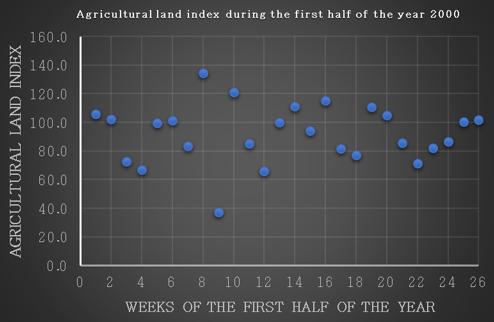 Agricultural land index during the first half of the year 2000
160.0
140.0
120.0
100.0
80.0
60.0
40.0
20.0
0.0
AGRICULTURAL LAND INDEX
0 2 4 6 8 10 12 14 16 18 20 22 24 26
WEEKS OF THE FIRST HALF OF THE YEAR